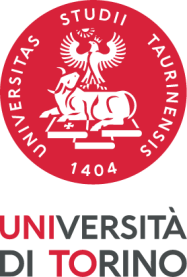 UNIVERSITAS STUDII TAURINENSIS
1404
UNIVERSITÀ
DI TORINO